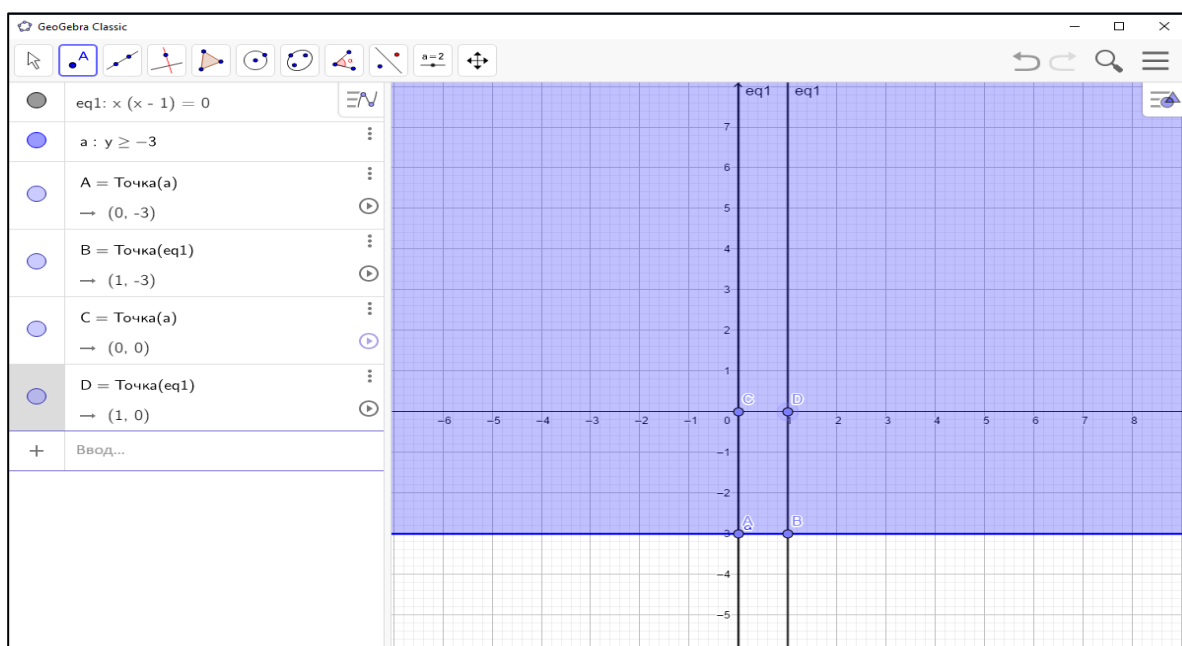 GeoGebra Classic
A
a=2
eq1: x (x - 1) = 0
a : y ≥ −3
A = Точка(a)
→ (0, -3)
B = Точка(eq1)
→ (1, -3)
C = Точка(a)
→ (0, 0)
D = Точка(eq1)
→ (1, 0)
+ Ввод...
eq1 eq1
7
6
5
4
3
2
1
C D
−6 −5 −4 −3 −2 −1 0 1 2 3 4 5 6 7 8
−1
−2
A B
a
−3
−4
−5